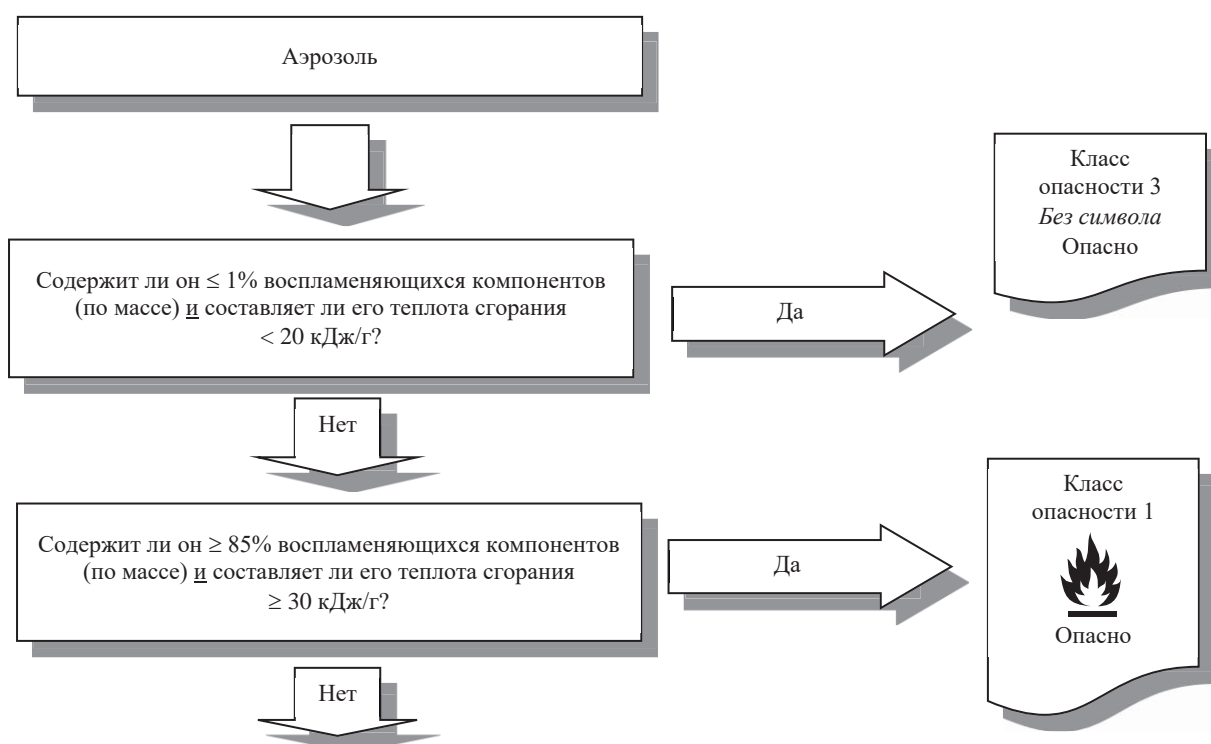 Аэрозоль
Класс
опасности 3
Без символа
Опасно
Содержит ли он ≤ 1% воспламеняющихся компонентов
(по массе) и составляет ли его теплота сгорания
< 20 кДж/г?
Да
Нет
Содержит ли он ≥ 85% воспламеняющихся компонентов
(по массе) и составляет ли его теплота сгорания
≥ 30 кДж/г?
Да
Класс
опасности 1
Опасно
Нет